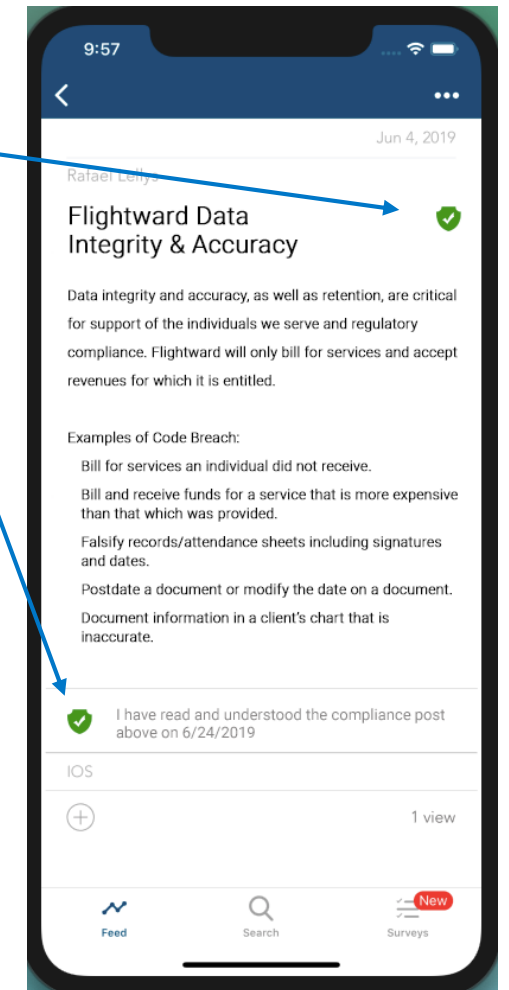 9:57
Jun 4, 2019
Rafael Lellys
Flightward Data
Integrity & Accuracy
Data integrity and accuracy, as well as retention, are critical
for support of the individuals we serve and regulatory
compliance. Flightward will only bill for services and accept
revenues for which it is entitled.
Examples of Code Breach:
Bill for services an individual did not receive.
Bill and receive funds for a service that is more expensive
than that which was provided.
Falsify records/attendance sheets including signatures
and dates.
Postdate a document or modify the date on a document.
Document information in a client's chart that is
inaccurate.
I have read and understood the compliance post
above on 6/24/2019
IOS
1 view
New
Feed
Search
Surveys